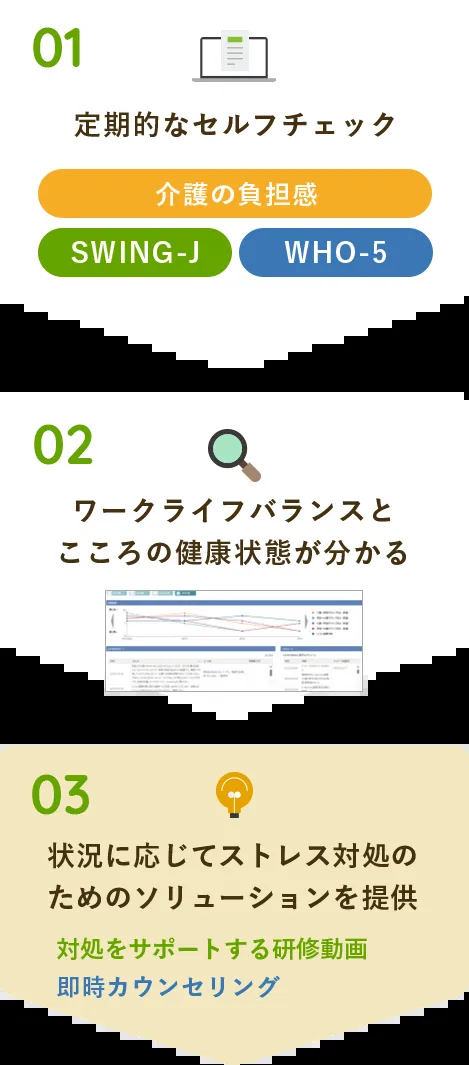 01
定期的なセルフチェック
介護の負担感
SWING-J
WHO-5
02
ワークライフバランスと
こころの健康状態が分かる
03
状況に応じてストレス対処の
ためのソリューションを提供
対処をサポートする研修動画
即時カウンセリング